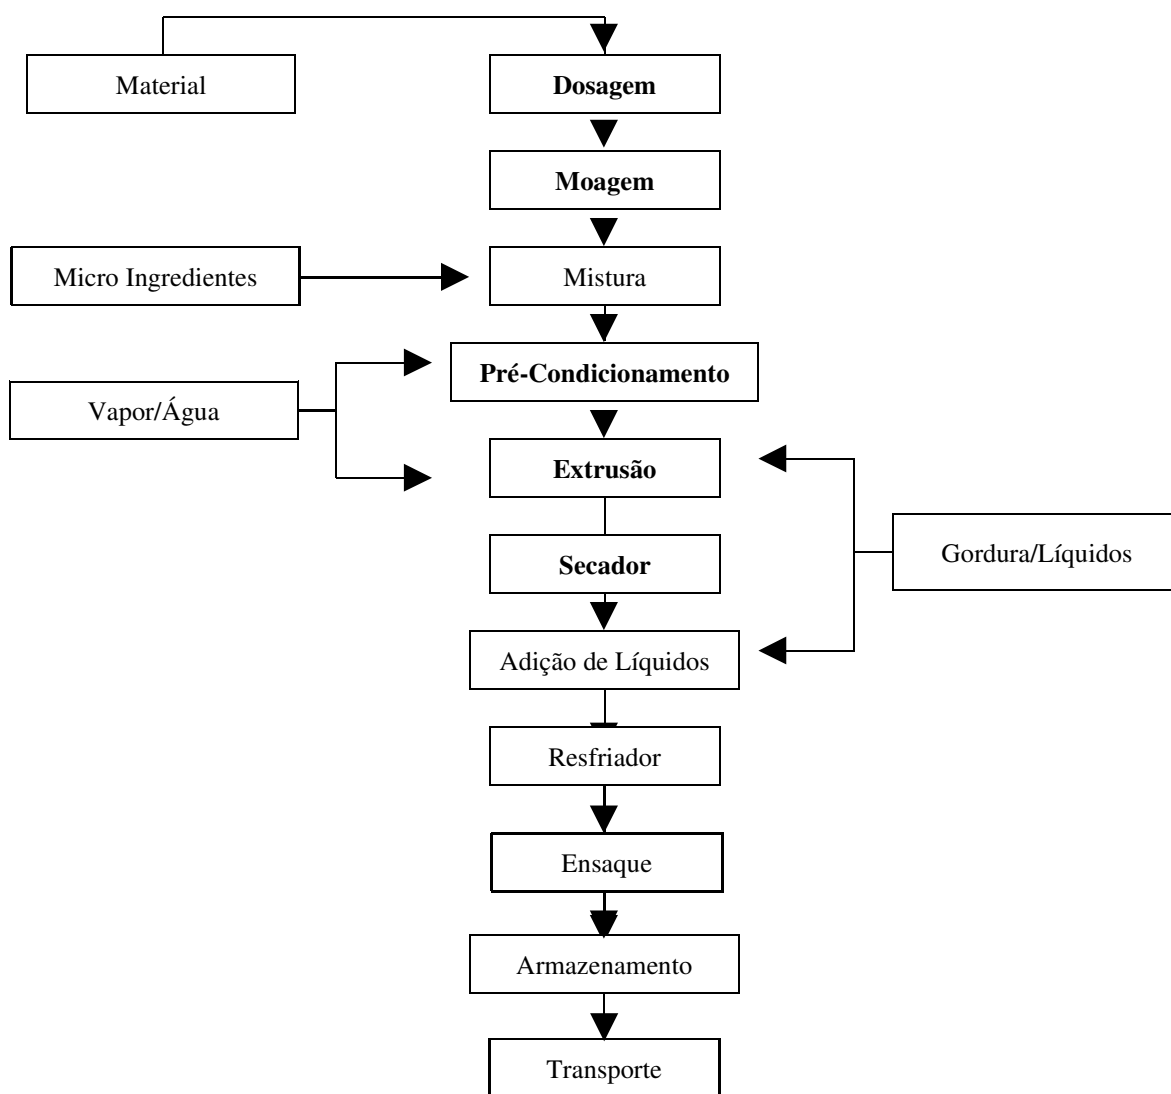 Material
Dosagem
Moagem
Micro Ingredientes
Mistura
Pré-Condicionamento
Vapor/Água
Extrusão
Gordura/Líquidos
Secador
Adição de Líquidos
Resfriador
Ensaque
Armazenamento
Transporte